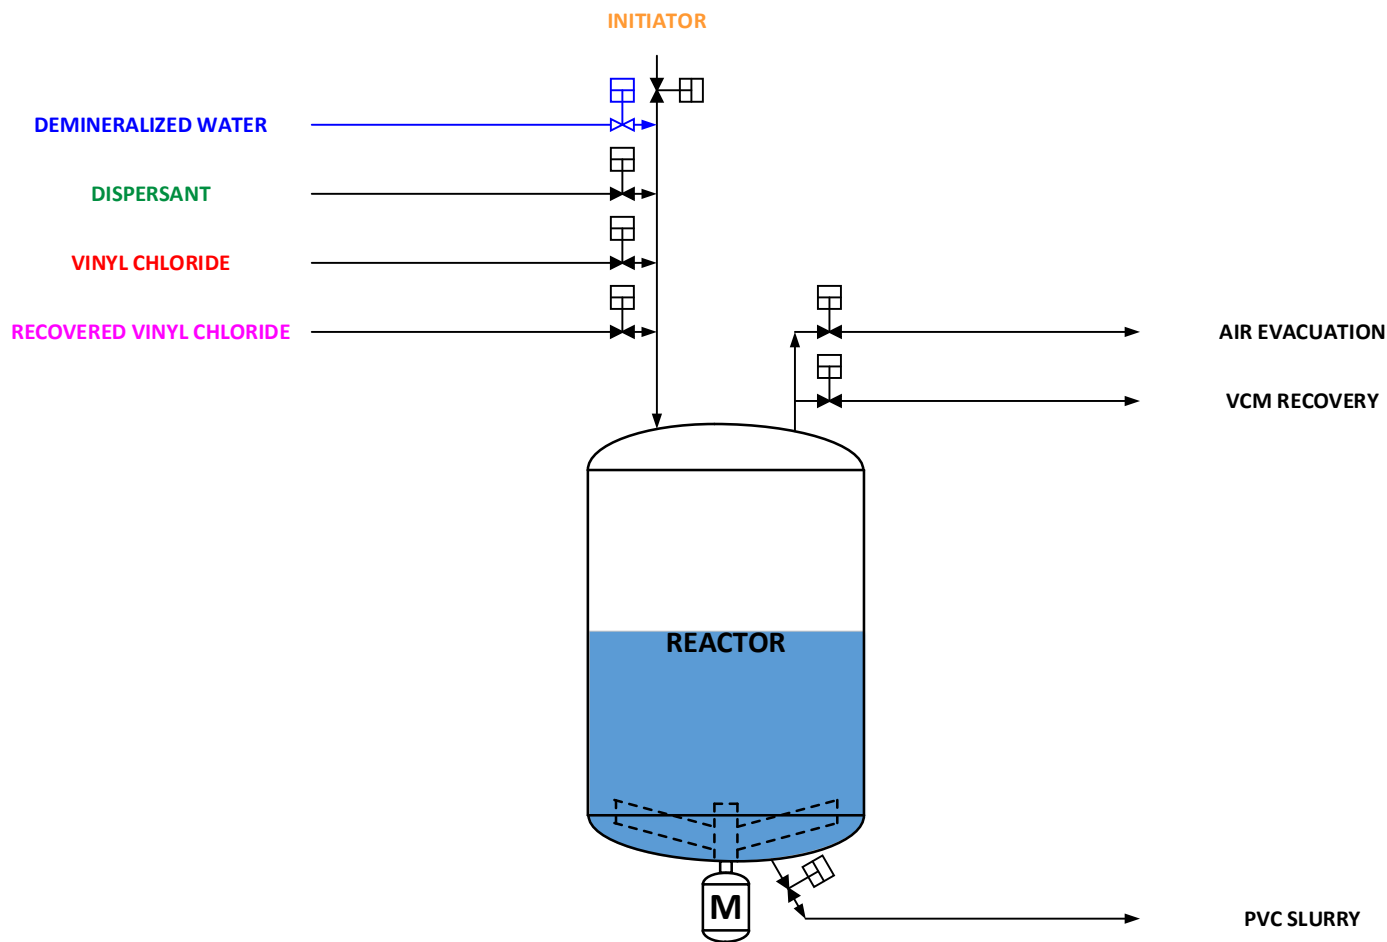 INITIATOR
DEMINERALIZED WATER
DISPERSANT
VINYL CHLORIDE
RECOVERED VINYL CHLORIDE
AIR EVACUATION
VCM RECOVERY
REACTOR
M
PVC SLURRY